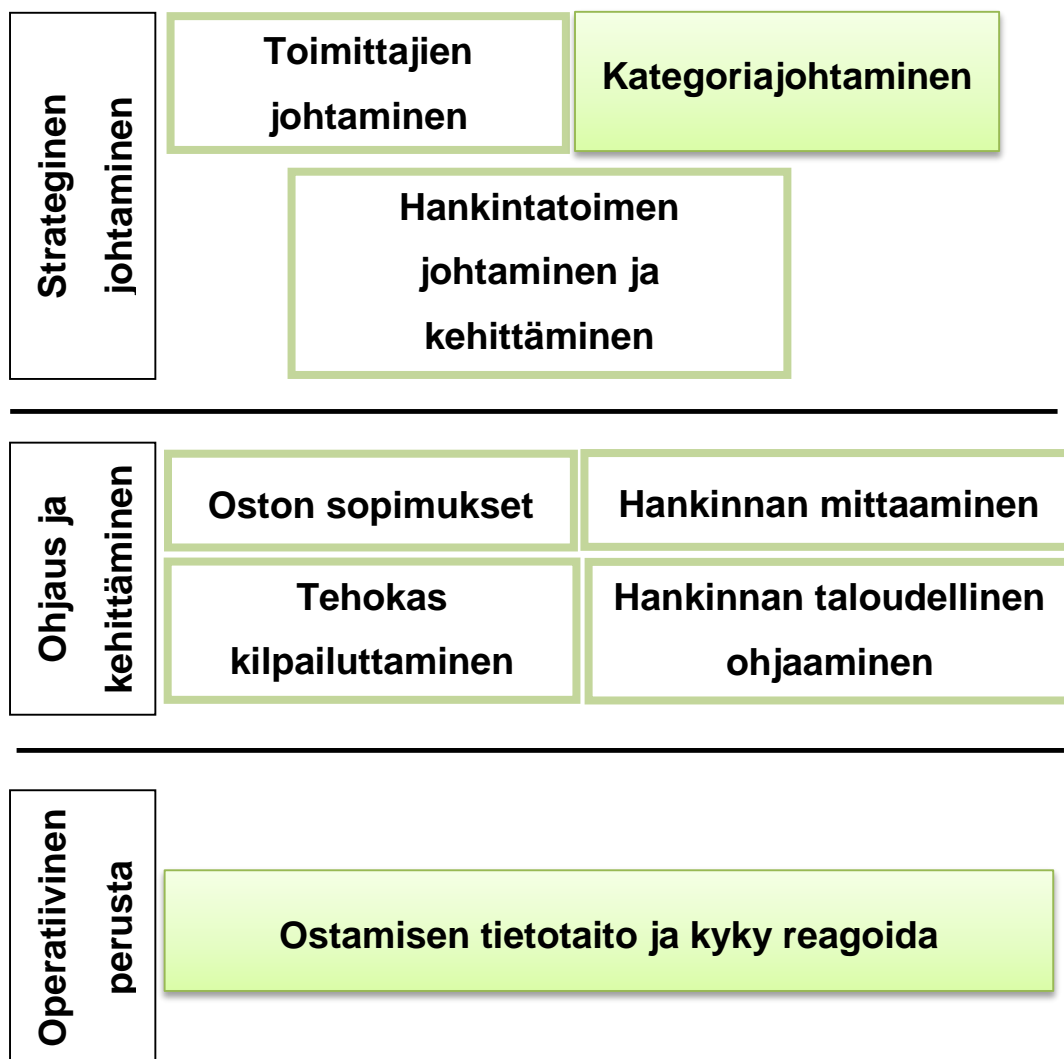 Strateginen
johtaminen
Toimittajien
johtaminen
Kategoriajohtaminen
Hankintatoimen
johtaminen ja
kehittäminen
Ohjaus ja
kehittäminen
Oston sopimukset
Hankinnan mittaaminen
Tehokas
kilpailuttaminen
Hankinnan taloudellinen
ohjaaminen
Operatiivinen
perusta
Ostamisen tietotaito ja kyky reagoida